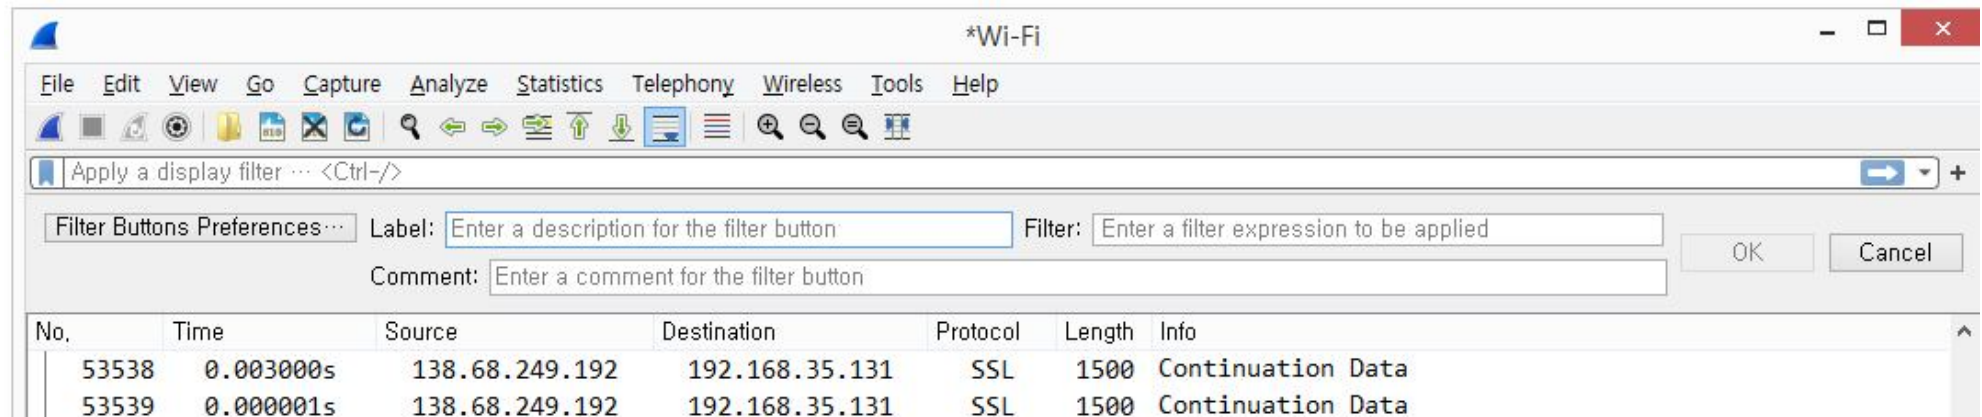 *Wi-Fi
File Edit View Go Capture Analyze Statistics Telephony Wireless Tools Help
Apply a display filter ··· <Ctrl-/>
Filter Buttons Preferences··· Label: Enter a description for the filter button Filter: Enter a filter expression to be applied
OK Cancel
Comment: Enter a comment for the filter button
No. Time Source Destination Protocol Length Info
53538 0.003000s 138.68.249.192 192.168.35.131 SSL 1500 Continuation Data
53539 0.000001s 138.68.249.192 192.168.35.131 SSL 1500 Continuation Data